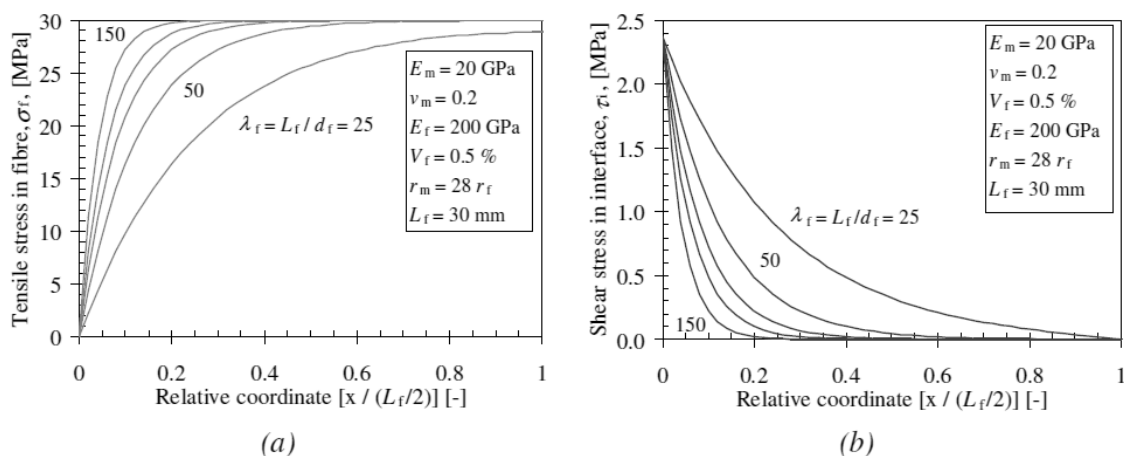 30
25
20
15
10
5
0
Tensile stress in fibre, σf, [MPa]
150
50
λf = Lf / df = 25
Em = 20 GPa
νm = 0.2
Vf = 0.5 %
Ef = 200 GPa
Vf = 0.5 %
rm = 28 rf
Lf = 30 mm
0 0.2 0.4 0.6 0.8 1
Relative coordinate [x / (Lf/2)] [-]
(a)
2.5
2.0
1.5
1.0
0.5
0.0
Shear stress in interface, τi, [MPa]
Em = 20 GPa
νm = 0.2
Vf = 0.5 %
Ef = 200 GPa
rm = 28 rf
Lf = 30 mm
λf = Lf/df = 25
50
150
0 0.2 0.4 0.6 0.8 1
Relative coordinate [x / (Lf/2)] [-]
(b)